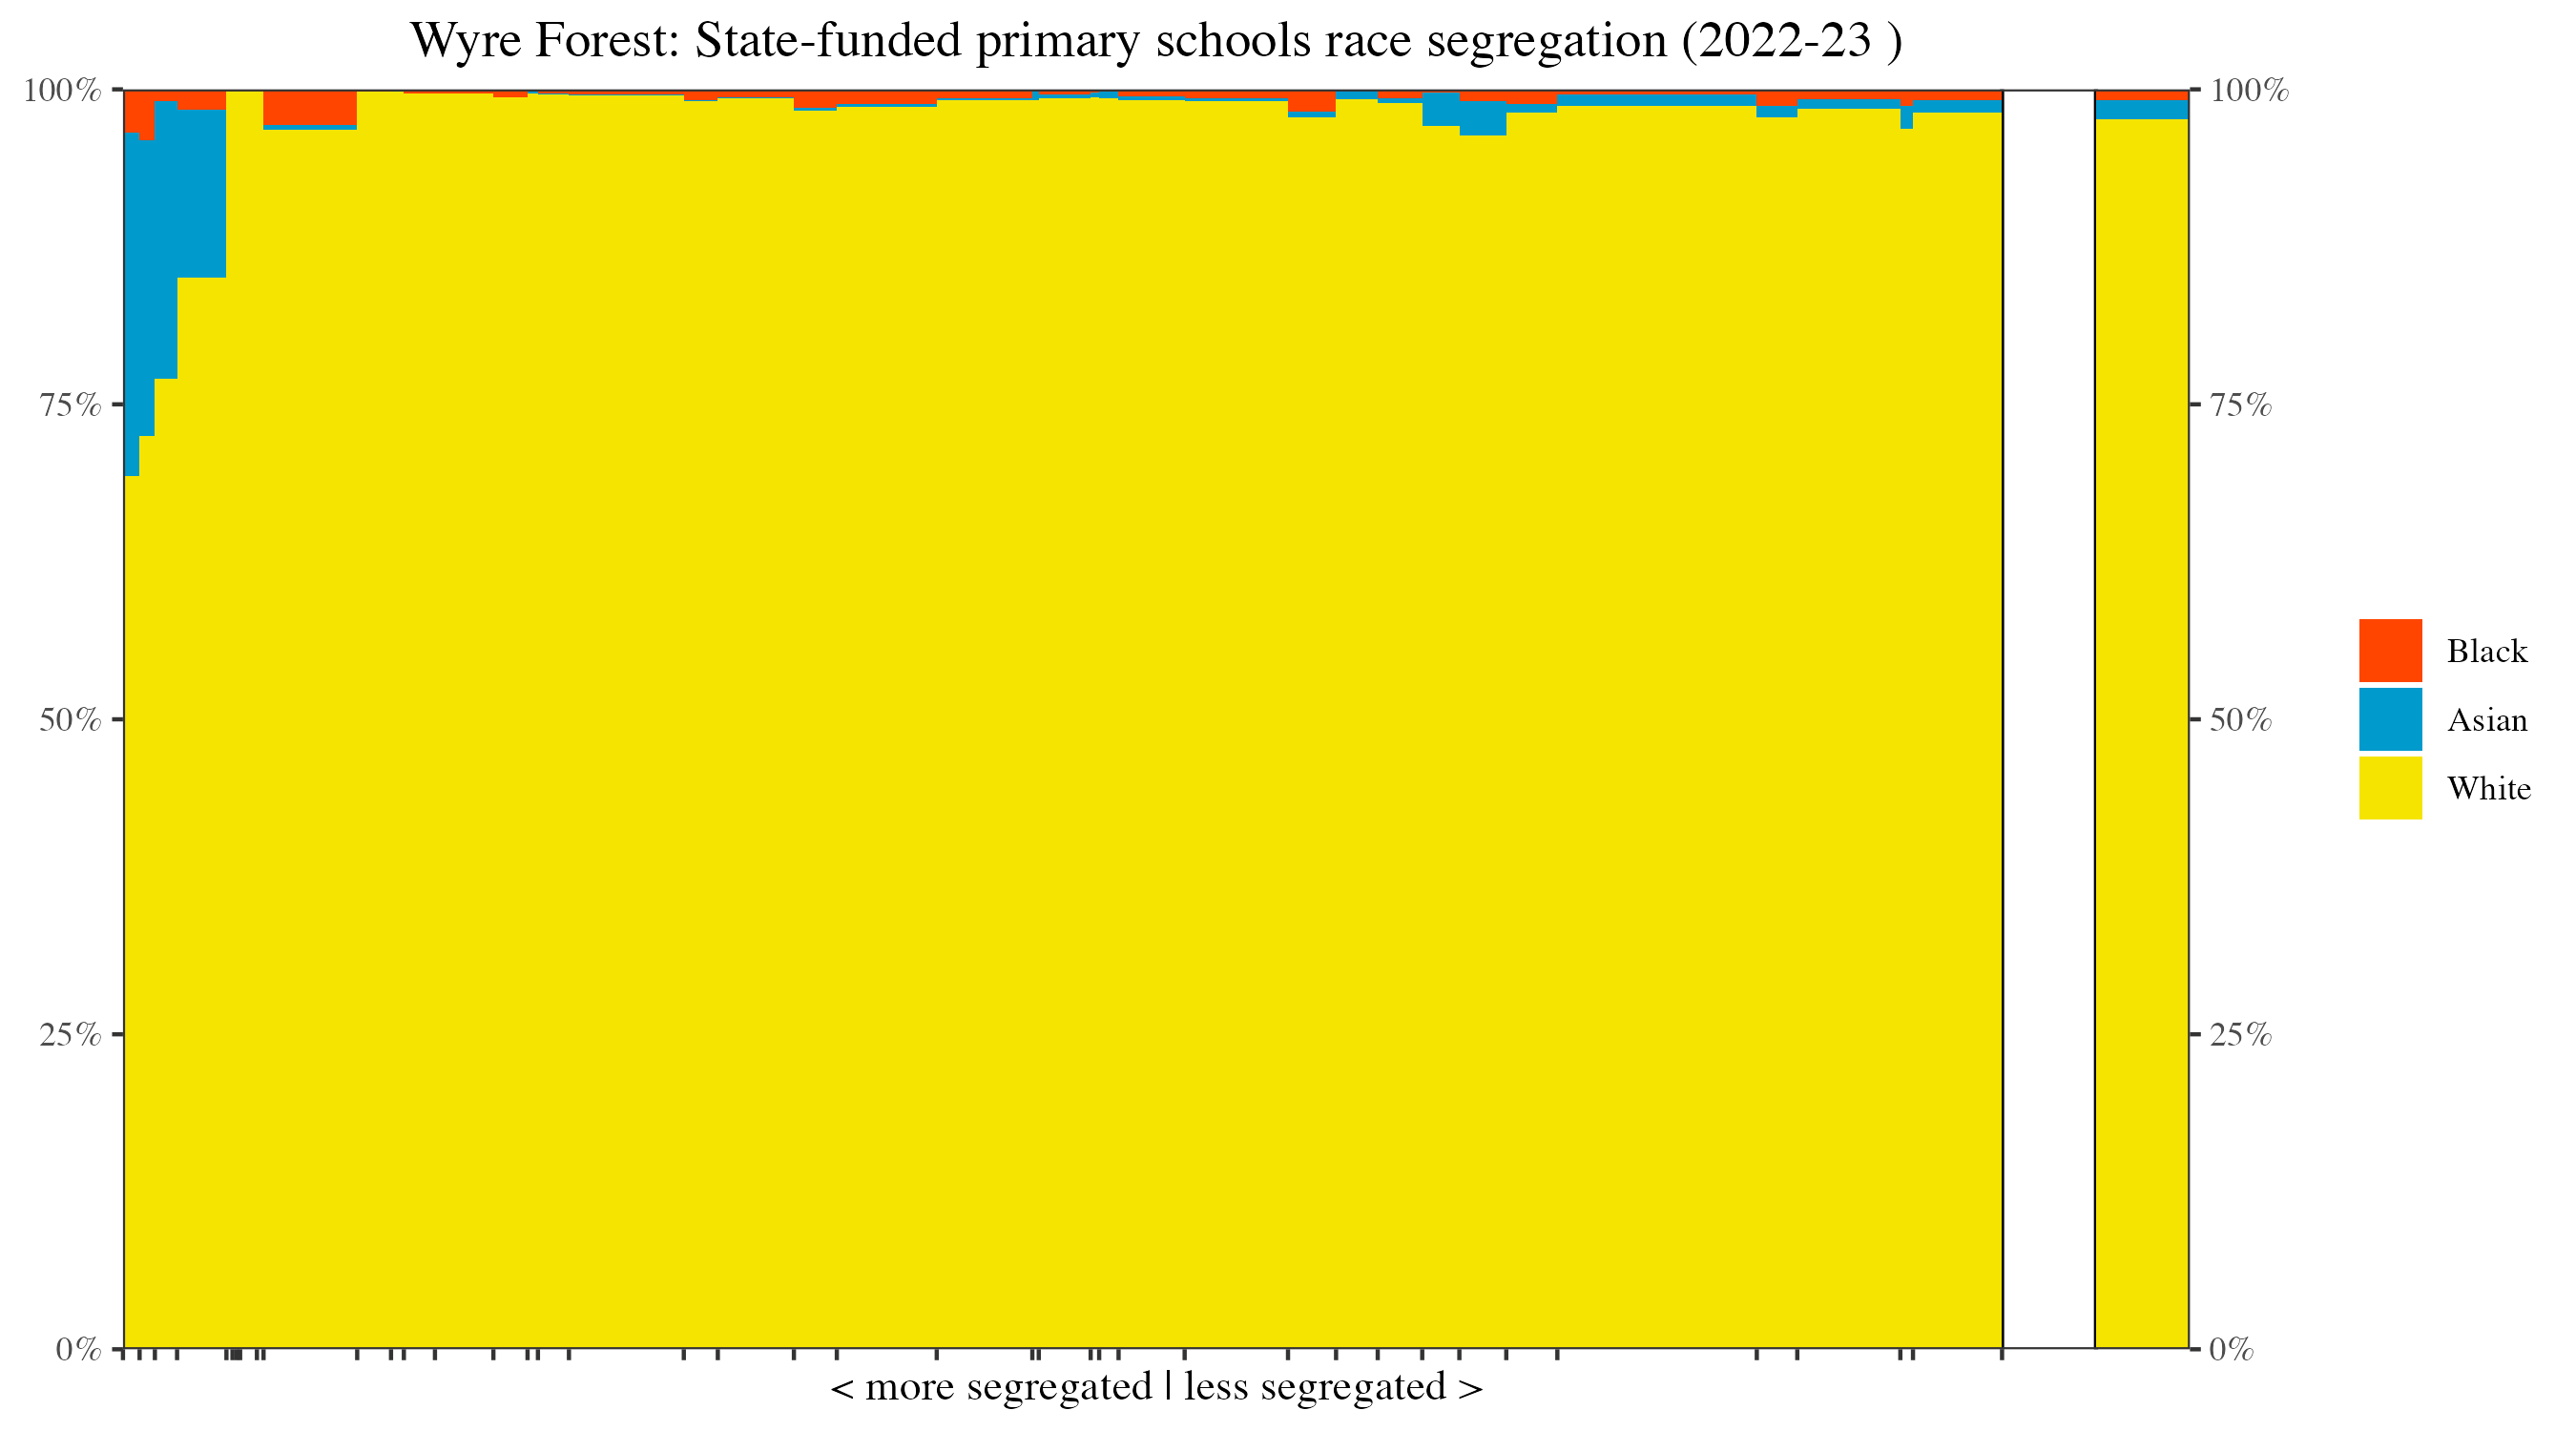 Wyre Forest: State-funded primary schools race segregation (2022-23 )
100%
75%
50%
25%
0%
100%
75%
50%
25%
0%
Black
Asian
White
< more segregated | less segregated >